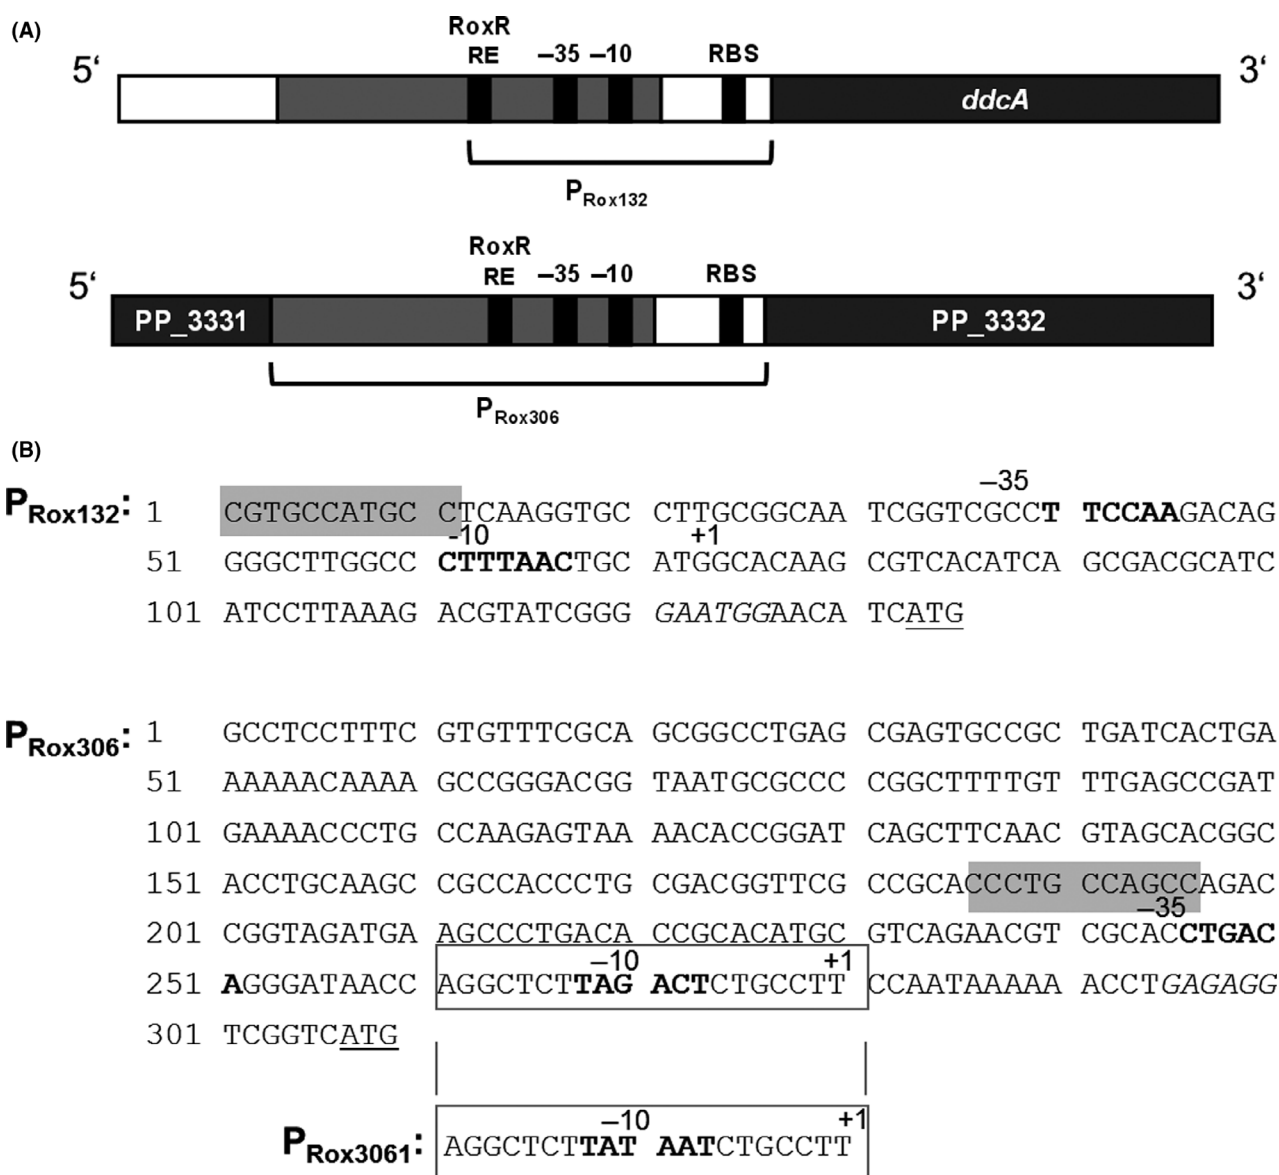 (A)
RoxR
RE –35 –10 RBS
5‘ 3‘
ddcA
PRox132
RoxR
RE –35 –10 RBS
5‘ 3‘
PP_3331 PP_3332
PRox306
(B)
–35
PRox132: 1 CGTGCCATGC CTCAAGGTGC CTTGCGGCAA TCGGTCGCCT TCCAAGACAG
-10 +1
51 GGGCTTGGCC CTTTAACTGC ATGGCACAAG CGTCACATCA GCGACGCATC
101 ATCCTTAAAG ACGTATCGGG GAATGGAACA TCATG
PRox306: 1 GCCTCCTTTC GTGTTTCGCA GCGGCCTGAG CGAGTGCCGC TGATCACTGA
51 AAAAACAAAA GCCGGGACGG TAATGCGCCC CGGCTTTTGT TTGAGCCGAT
101 GAAAACCCTG CCAAGAGTAA AACACCGGAT CAGCTTCAAC GTAGCACGGC
151 ACCTGCAAGC CGCCACCCTG CGACGGTTCG CCGCACCCTG CCAGCCAGAC
–35
201 CGGTAGATGA AGCCCTGACA CCGCACATGC GTCAGAACGT CGCACCTGAC
–10 +1
251 AGGGATAACC AGGCTCTTAG ACTCTGCCTT CCAATAAAAA ACCTGAGAGG
301 TCGGTCATG
–10 +1
PRox3061: AGGCTCTTAT AATCTGCCTT